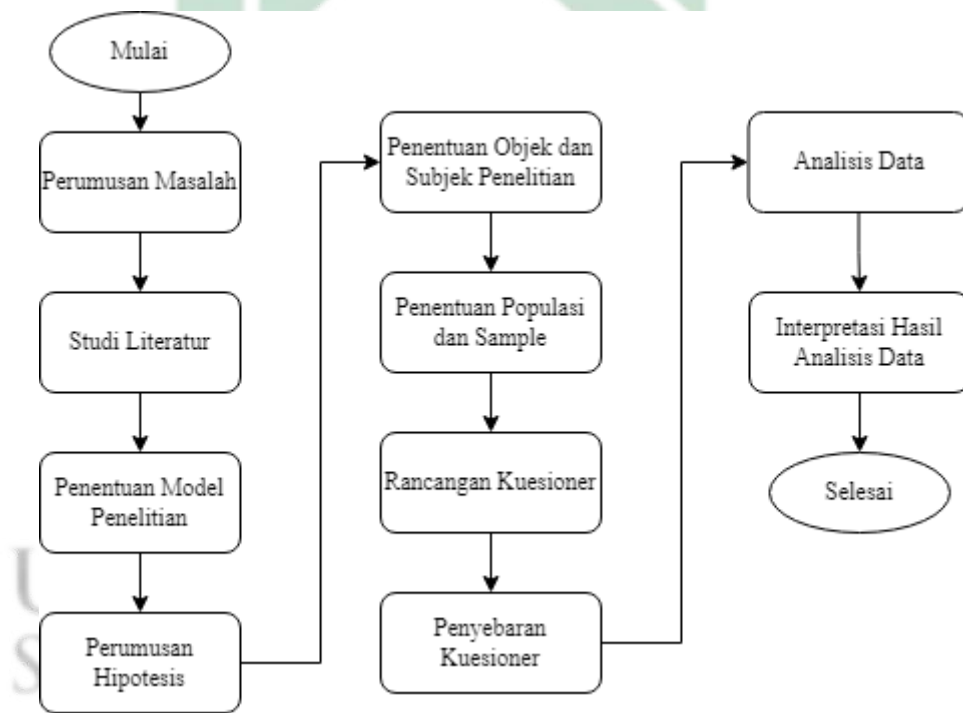 Mulai
Perumusan Masalah
Studi Literatur
Penentuan Model
Penelitian
Perumusan
Hipotesis
Penentuan Objek dan
Subjek Penelitian
Penentuan Populasi
dan Sample
Rancangan Kuesioner
Penyebaran
Kuesioner
Analisis Data
Interpretasi Hasil
Analisis Data
Selesai
U
S